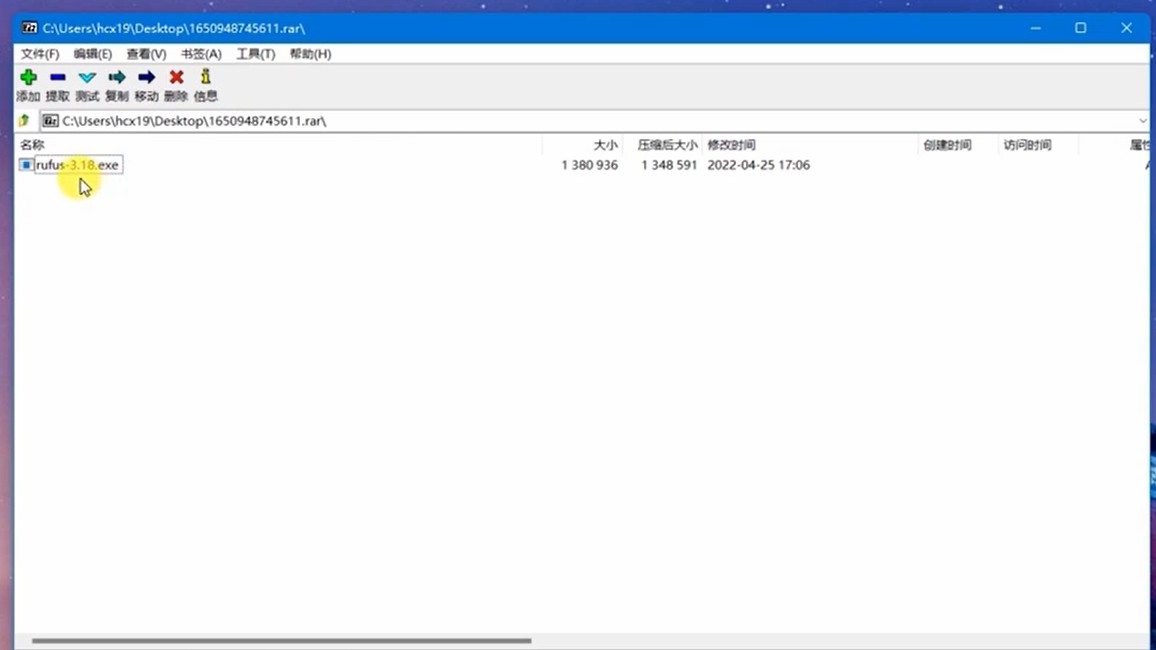 C:\Users\hcx19\Desktop\1650948745611.rar\
文件(F) 编辑(E) 查看(V) 书签(A) 工具(T) 帮助(H)
添加 提取 测试 复制 移动 删除 信息
C:\Users\hcx19\Desktop\1650948745611.rar\
名称 大小 压缩后大小 修改时间 创建时间 访问时间 属性
rufus-3.18.exe 1 380 936 1 348 591 2022-04-25 17:06